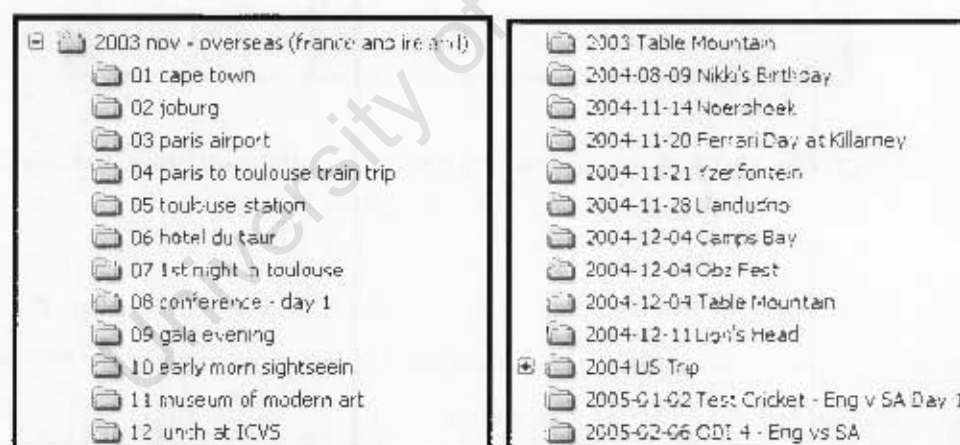 2003 nov - overseas (france and ireland)
01 cape town
02 joburg
03 paris airport
04 paris to toulouse train trip
05 toulouse station
06 hotel du taur
07 1st night in toulouse
08 conference - day 1
09 gala evening
10 early morn sightseein
11 museum of modern art
12 lunch at ICVS
2003 Table Mountain
2004-08-09 Nikki's Birthday
2004-11-14 Noerdhoek
2004-11-20 Ferrari Day at Killarney
2004-11-21 Yzerfontein
2004-11-28 Llandudno
2004-12-04 Camps Bay
2004-12-04 Obz Fest
2004-12-04 Table Mountain
2004-12-11 Lion's Head
2004 US Trip
2005-01-02 Test Cricket - Eng v SA Day 1
2005-02-06 ODI 4 - Eng vs SA
University of